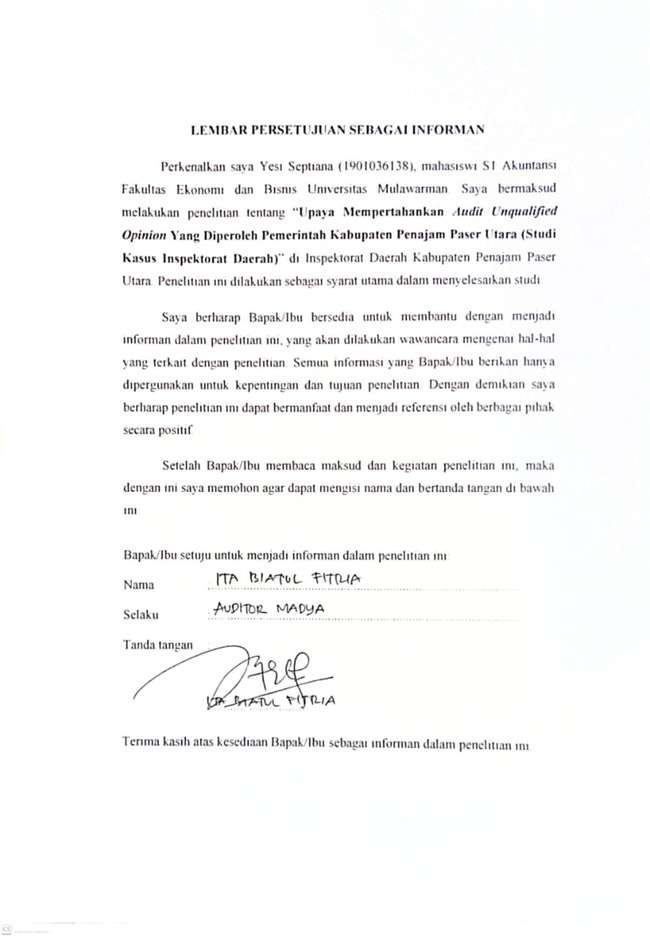 LEMBAR PERSETUJUAN SEBAGAI INFORMAN
Perkenalkan saya Yesi Septiana (1901036138), mahasiswi S1 Akuntansi
Fakultas Ekonomi dan Bisnis Universitas Mulawarman. Saya bermaksud
melakukan penelitian tentang "Upaya Mempertahankan Audit Unqualified
Opinion Yang Diperoleh Pemerintah Kabupaten Penajam Paser Utara (Studi
Kasus Inspektorat Daerah)" di Inspektorat Daerah Kabupaten Penajam Paser
Utara. Penelitian ini dilakukan sebagai syarat utama dalam menyelesaikan studi.
Saya berharap Bapak/Ibu bersedia untuk membantu dengan menjadi
informan dalam penelitian ini, yang akan dilakukan wawancara mengenai hal-hal
yang terkait dengan penelitian. Semua informasi yang Bapak/Ibu berikan hanya
dipergunakan untuk kepentingan dan tujuan penelitian. Dengan demikian saya
berharap penelitian ini dapat bermanfaat dan menjadi referensi oleh berbagai pihak
secara positif.
Setelah Bapak/Ibu membaca maksud dan kegiatan penelitian ini, maka
dengan ini saya memohon agar dapat mengisi nama dan bertanda tangan di bawah
ini
Bapak/Ibu setuju untuk menjadi informan dalam penelitian ini
Nama ITA BIATUL FITRIA
Selaku AUDITOR MADYA
Tanda tangan
ITA BIATUL FITRIA
Terima kasih atas kesediaan Bapak/Ibu sebagai informan dalam penelitian ini
CS